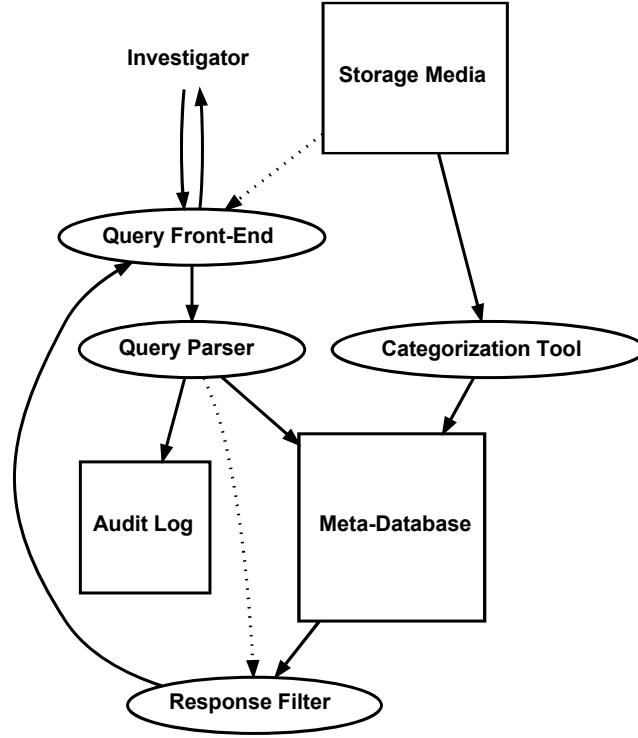 Investigator
Storage Media
Query Front-End
Query Parser
Categorization Tool
Audit Log
Meta-Database
Response Filter